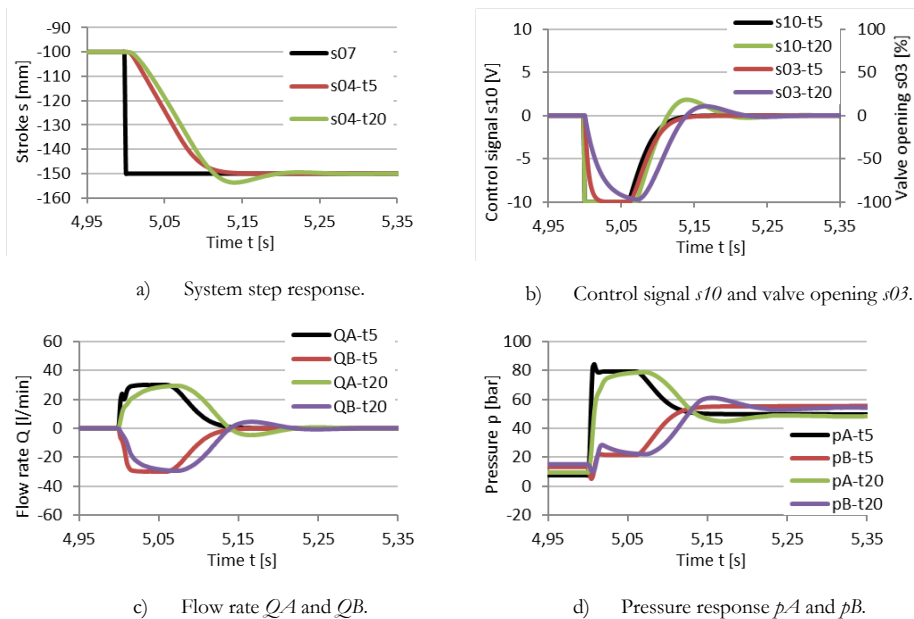 Stroke s [mm]
-90
-100
-110
-120
-130
-140
-150
-160
4,95 5,05 5,15 5,25 5,35
Time t [s]
s07
s04-t5
s04-t20
a) System step response.
Control signal s10 [V]
10
5
0
-5
-10
4,95 5,05 5,15 5,25 5,35
Time t [s]
s10-t5
s10-t20
s03-t5
s03-t20
100
50
0
-50
-100
Valve opening s03 [%]
b) Control signal s10 and valve opening s03.
Flow rate Q [l/min]
60
40
20
0
-20
-40
-60
4,95 5,05 5,15 5,25 5,35
Time t [s]
QA-t5
QB-t5
QA-t20
QB-t20
c) Flow rate QA and QB.
Pressure p [bar]
100
80
60
40
20
0
-20
4,95 5,05 5,15 5,25 5,35
Time t [s]
pA-t5
pB-t5
pA-t20
pB-t20
d) Pressure response pA and pB.